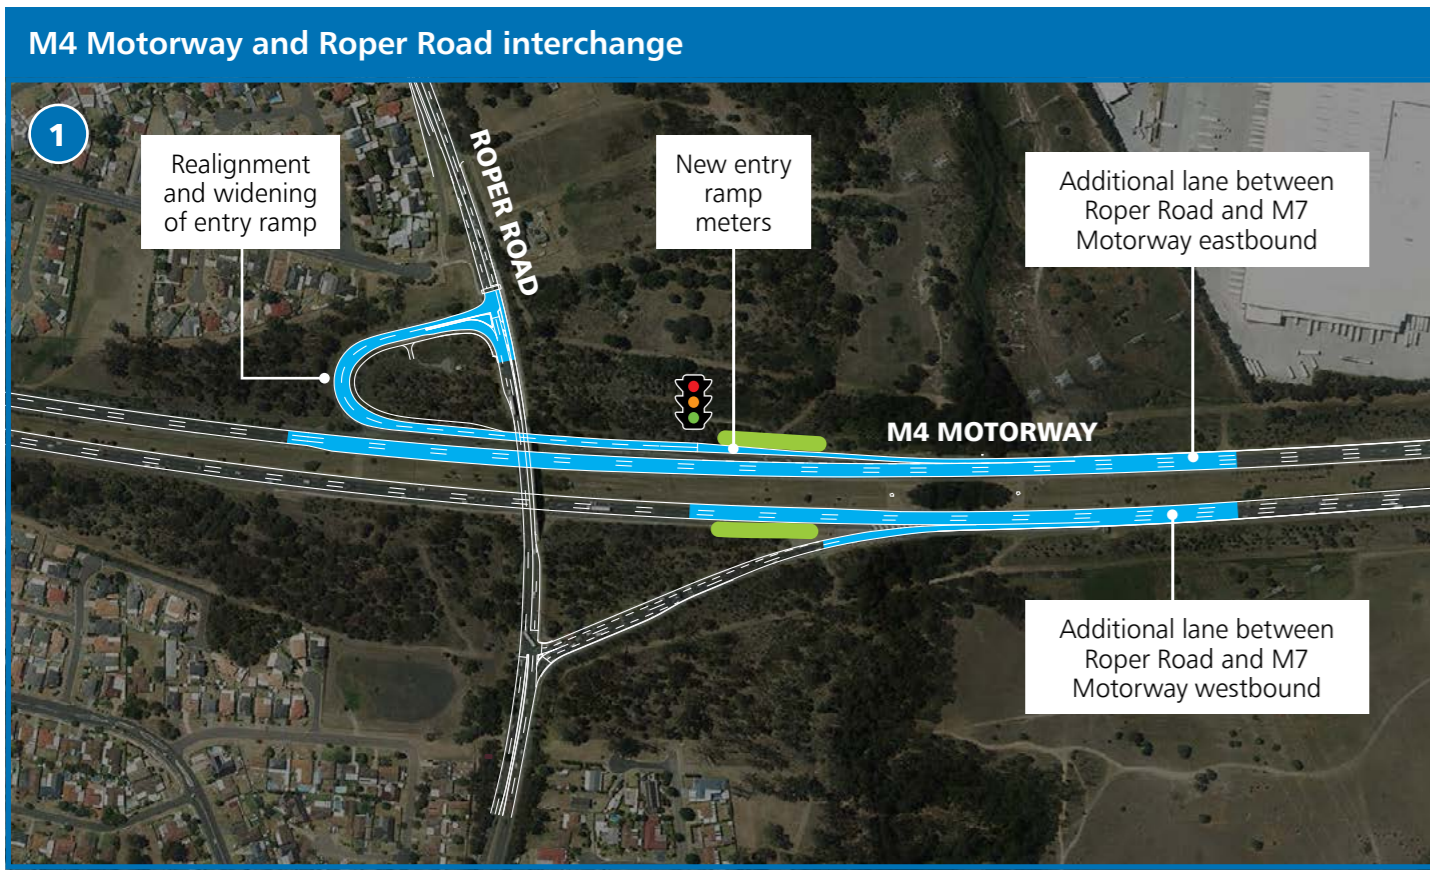 M4 Motorway and Roper Road interchange
1
Realignment
and widening
of entry ramp
ROPER ROAD
New entry
ramp
meters
Additional lane between
Roper Road and M7
Motorway eastbound
M4 MOTORWAY
Additional lane between
Roper Road and M7
Motorway westbound